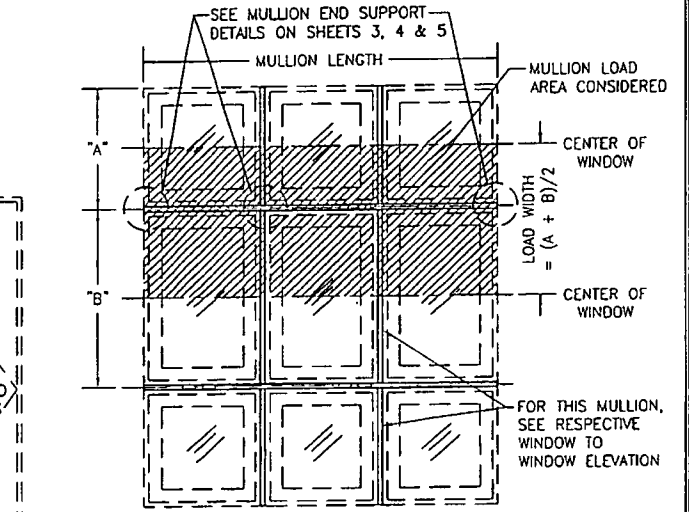 SEE MULLION END SUPPORT
DETAILS ON SHEETS 3, 4 & 5
MULLION LENGTH
MULLION LOAD
AREA CONSIDERED
"A"
CENTER OF
WINDOW
LOAD WIDTH
= (A + B)/2
"B"
CENTER OF
WINDOW
FOR THIS MULLION,
SEE RESPECTIVE
WINDOW TO
WINDOW ELEVATION